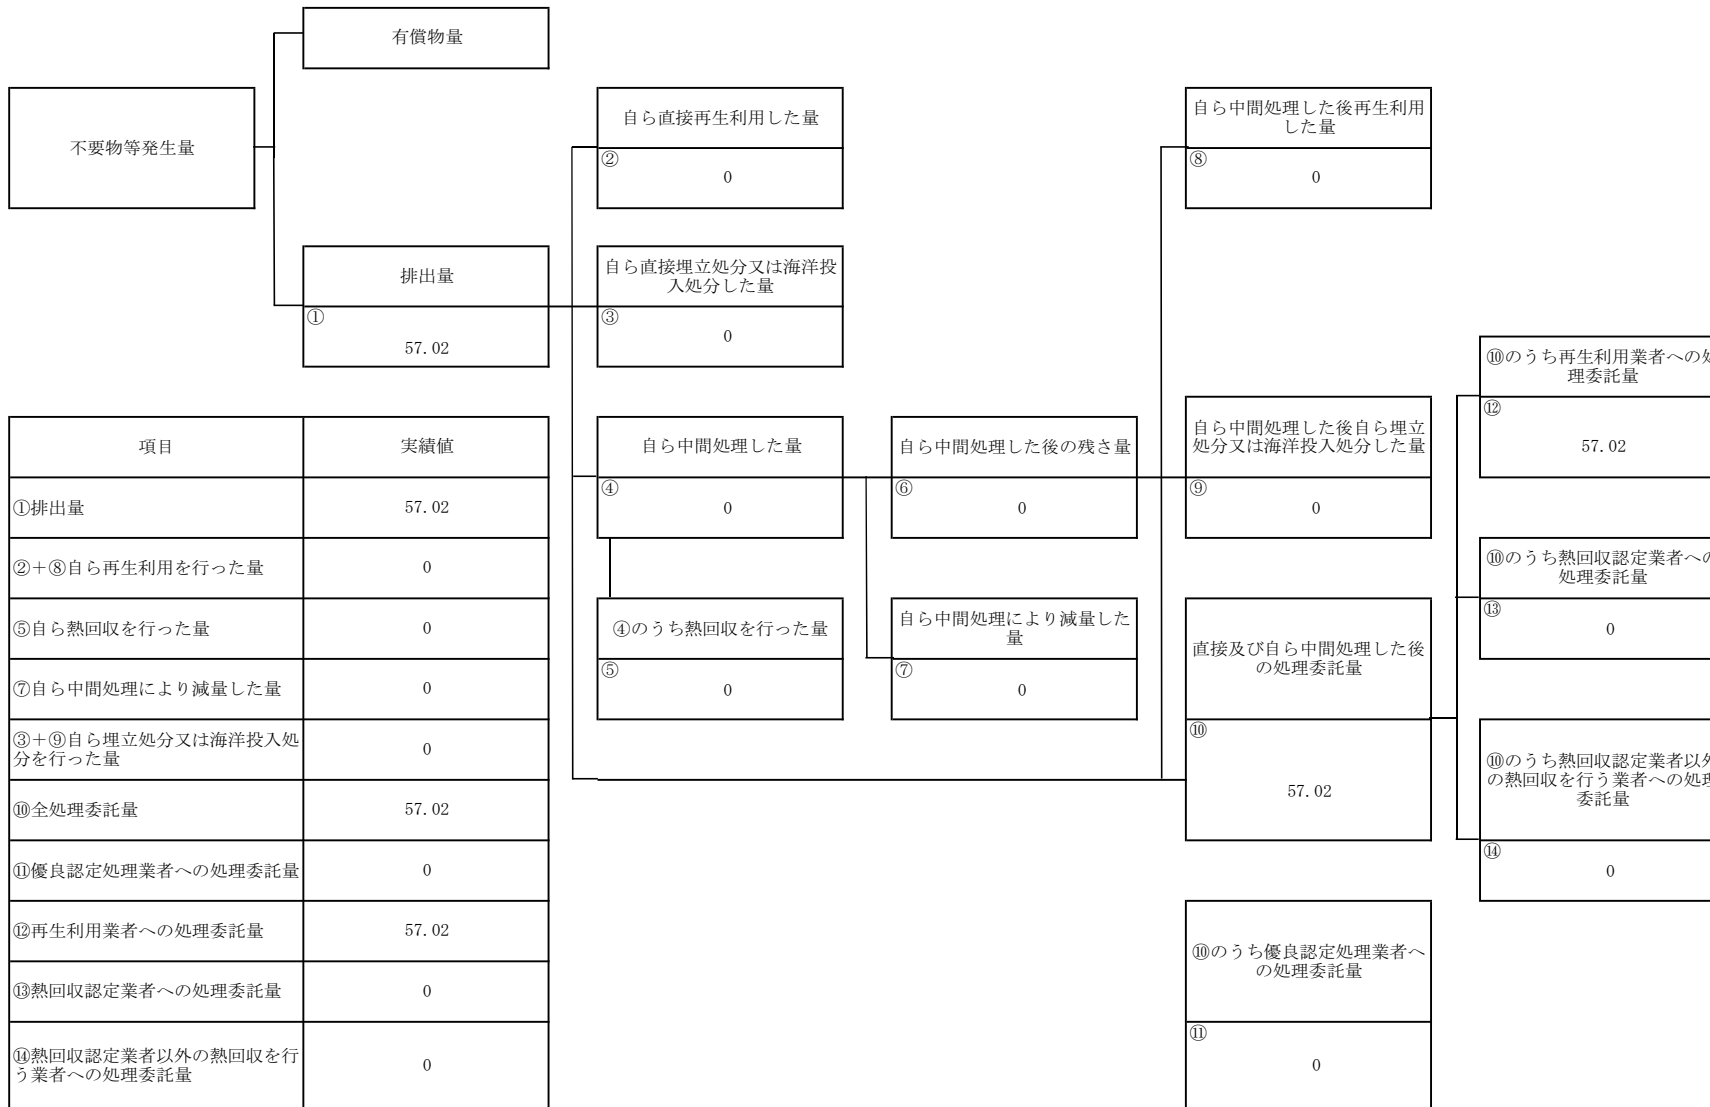 有償物量
不要物等発生量
排出量
①
57.02
自ら直接再生利用した量
②
0
自ら直接埋立処分又は海洋投
入処分した量
③
0
自ら中間処理した量
④
0
④のうち熱回収を行った量
⑤
0
自ら中間処理した後の残さ量
⑥
0
自ら中間処理により減量した
量
⑦
0
自ら中間処理した後再生利用
した量
⑧
0
自ら中間処理した後自ら埋立
処分又は海洋投入処分した量
⑨
0
直接及び自ら中間処理した後
の処理委託量
⑩
57.02
⑩のうち優良認定処理業者へ
の処理委託量
⑪
0
⑩のうち再生利用業者への処
理委託量
⑫
57.02
⑩のうち熱回収認定業者への
処理委託量
⑬
0
⑩のうち熱回収認定業者以外
の熱回収を行う業者への処理
委託量
⑭
0
項目 実績値
①排出量 57.02
②+⑧自ら再生利用を行った量 0
⑤自ら熱回収を行った量 0
⑦自ら中間処理により減量した量 0
③+⑨自ら埋立処分又は海洋投入処
分を行った量 0
⑩全処理委託量 57.02
⑪優良認定処理業者への処理委託量 0
⑫再生利用業者への処理委託量 57.02
⑬熱回収認定業者への処理委託量 0
⑭熱回収認定業者以外の熱回収を行
う業者への処理委託量 0